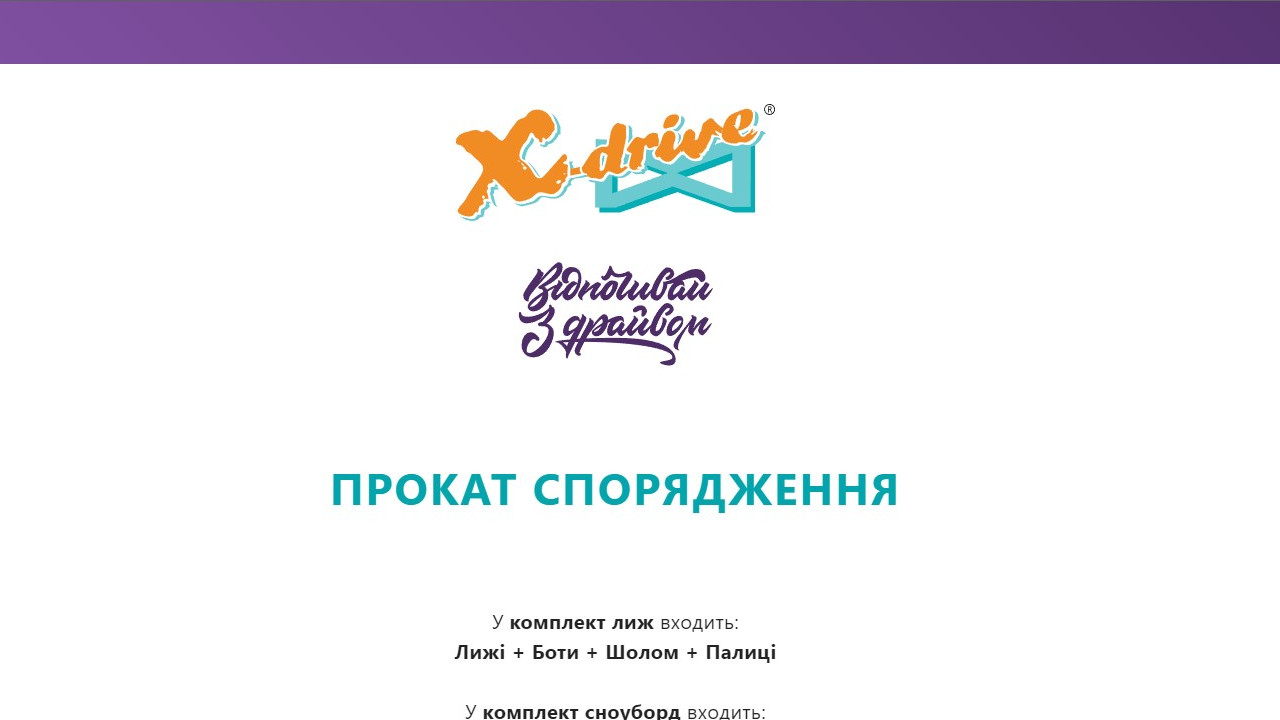 X-drive®
Відпочивай
З драйвом
ПРОКАТ СПОРЯДЖЕННЯ
У комплект лиж входить:
Лижі + Боти + Шолом + Палиці
У комплект сноуборд входить: